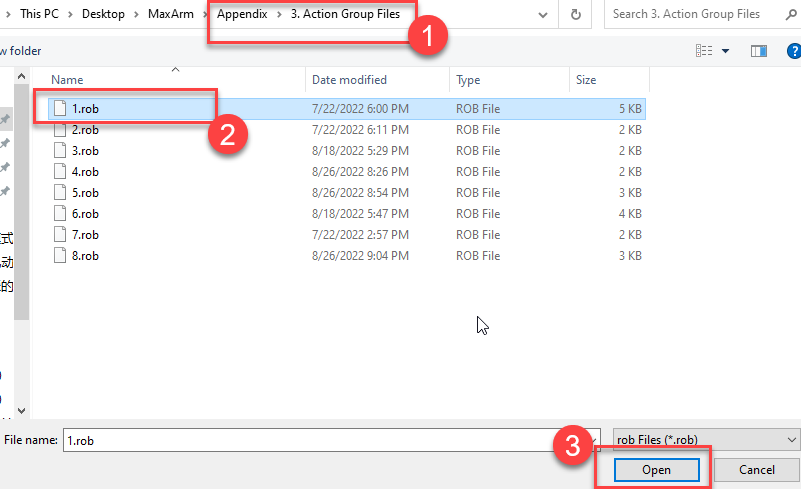 This PC > Desktop > MaxArm > Appendix > 3. Action Group Files
Search 3. Action Group Files
1
w folder
Name Date modified Type Size
1.rob 7/22/2022 6:00 PM ROB File 5 KB
2
2.rob 7/22/2022 6:11 PM ROB File 2 KB
3.rob 8/18/2022 5:29 PM ROB File 2 KB
4.rob 8/26/2022 8:26 PM ROB File 2 KB
5.rob 8/26/2022 8:54 PM ROB File 3 KB
6.rob 8/18/2022 5:47 PM ROB File 4 KB
式
7.rob 7/22/2022 2:57 PM ROB File 2 KB
动
8.rob 8/26/2022 9:04 PM ROB File 3 KB
的
)
)
File name: 1.rob
rob Files (*.rob)
3
Open Cancel